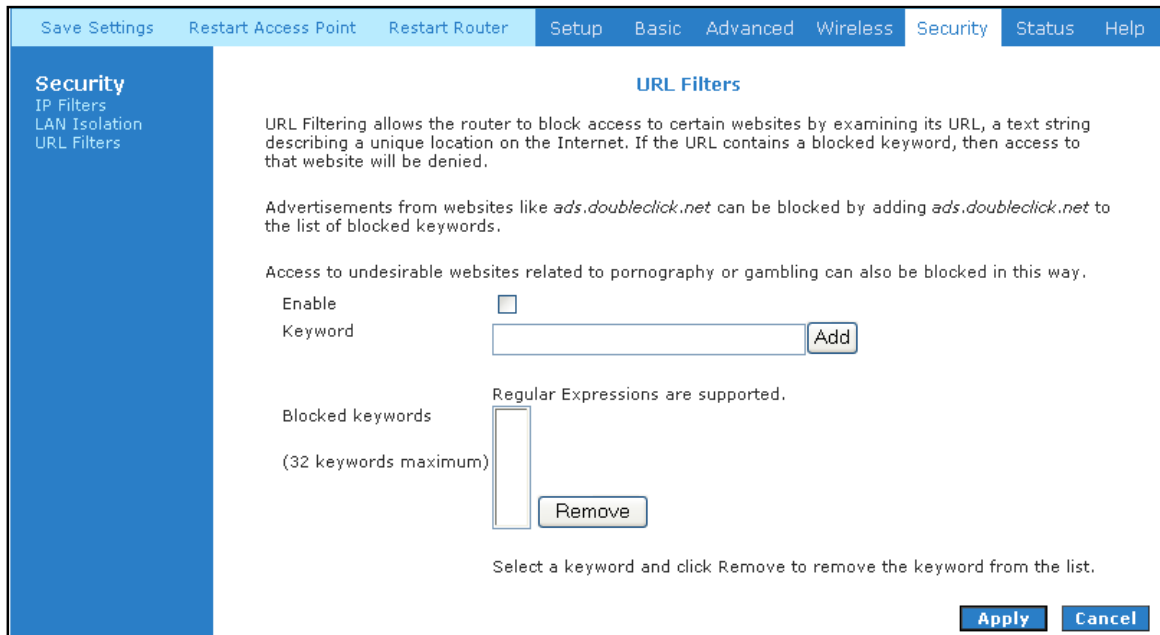 Save Settings Restart Access Point Restart Router Setup Basic Advanced Wireless Security Status Help
Security
IP Filters
LAN Isolation
URL Filters
URL Filters
URL Filtering allows the router to block access to certain websites by examining its URL, a text string
describing a unique location on the Internet. If the URL contains a blocked keyword, then access to
that website will be denied.
Advertisements from websites like ads.doubleclick.net can be blocked by adding ads.doubleclick.net to
the list of blocked keywords.
Access to undesirable websites related to pornography or gambling can also be blocked in this way.
Enable
Keyword
Add
Regular Expressions are supported.
Blocked keywords
(32 keywords maximum)
Remove
Select a keyword and click Remove to remove the keyword from the list.
Apply Cancel